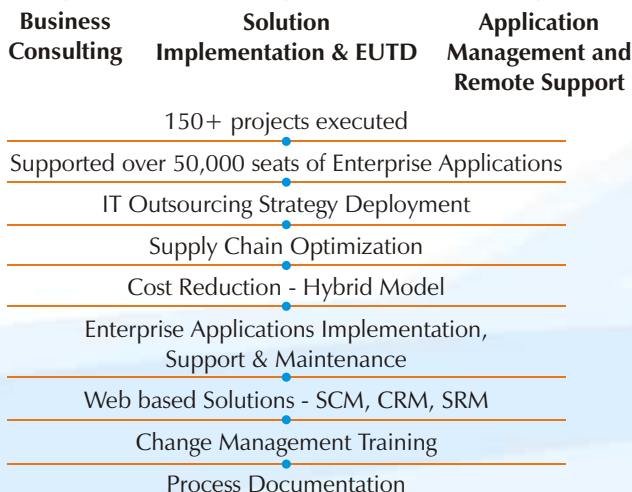 Business Consulting
Solution Implementation & EUTD
Application Management and Remote Support
150+ projects executed
Supported over 50,000 seats of Enterprise Applications
IT Outsourcing Strategy Deployment
Supply Chain Optimization
Cost Reduction - Hybrid Model
Enterprise Applications Implementation,
Support & Maintenance
Web based Solutions - SCM, CRM, SRM
Change Management Training
Process Documentation